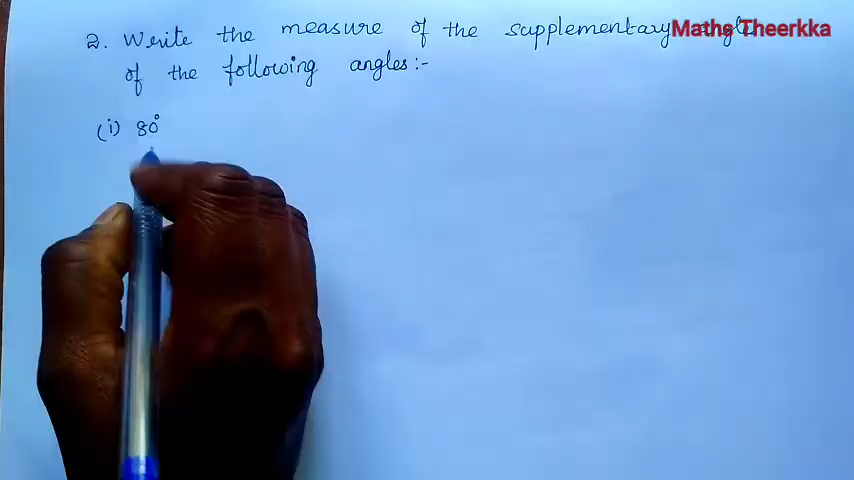 2. Write the measure of the supplementary
Maths Theerkka
of the following angles:-
(i) 80°